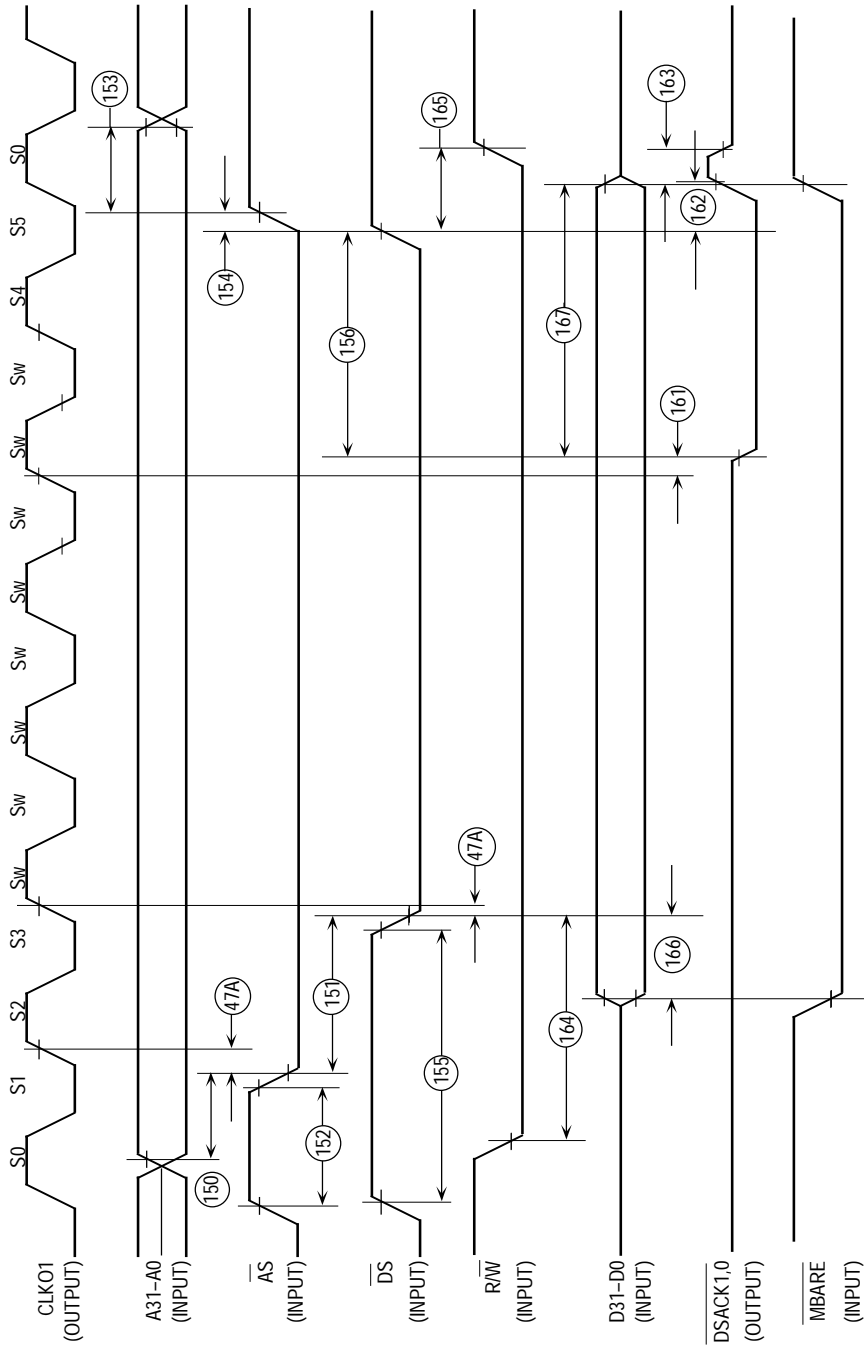 S0 S1 S2 S3 SW SW SW SW SW SW SW SW SW S4 S5 S0
CLKO1
(OUTPUT)
A31–A0
(INPUT)
150
153
AS
(INPUT)
47A
152
154
151
DS
(INPUT)
155
156
R/W
(INPUT)
47A
164
165
D31–D0
(INPUT)
167
166
161
162
163
DSACK1,0
(OUTPUT)
MBARE
(INPUT)